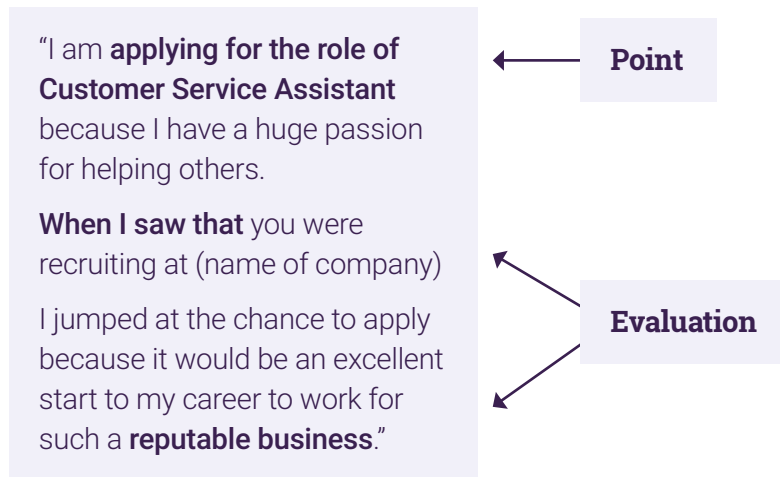 “I am applying for the role of
Customer Service Assistant
because I have a huge passion
for helping others.
When I saw that you were
recruiting at (name of company)
I jumped at the chance to apply
because it would be an excellent
start to my career to work for
such a reputable business.”
Point
Evaluation